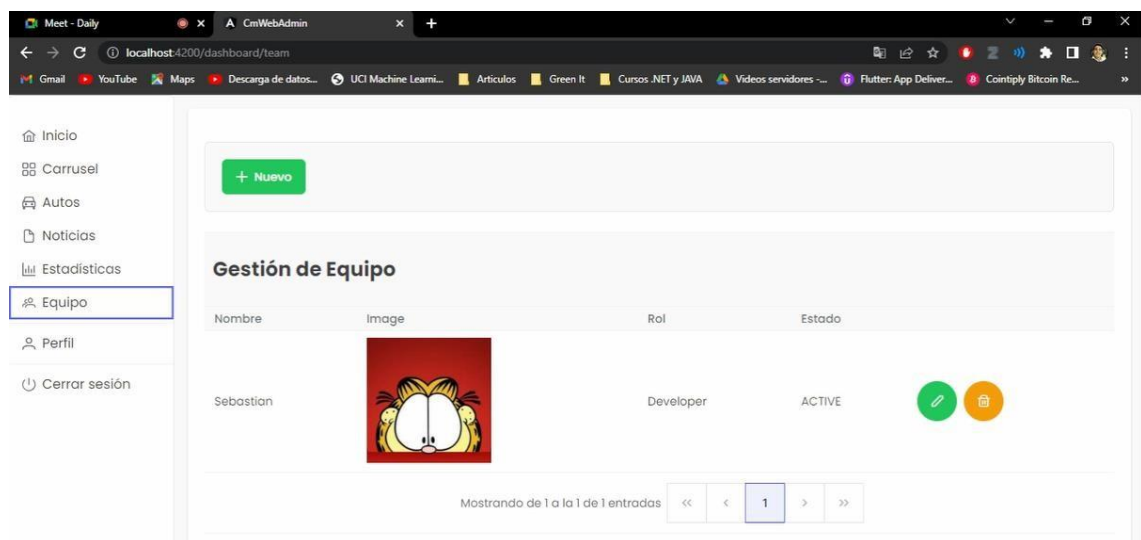 Meet - Daily
CmWebAdmin
localhost:4200/dashboard/team
Gmail YouTube Maps Descarga de datos... UCI Machine Learni... Articulos Green It Cursos .NET y JAVA Videos servidores -... Flutter: App Deliver... Cointiply Bitcoin Re...
Inicio
Carrusel
Autos
Noticias
Estadísticas
Equipo
Perfil
Cerrar sesión
+ Nuevo
Gestión de Equipo
Nombre Image Rol Estado
Sebastian Developer ACTIVE
Mostrando de 1 a la 1 de 1 entradas << < 1 > >>